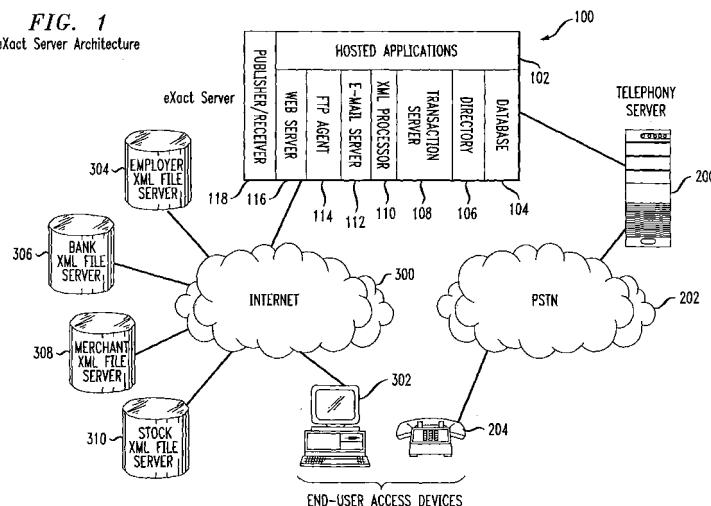 FIG. 1
eXact Server Architecture
100
HOSTED APPLICATIONS
102
eXact Server
PUBLISHER/RECEIVER
WEB SERVER
FTP AGENT
E-MAIL SERVER
XML PROCESSOR
TRANSACTION
SERVER
DIRECTORY
DATABASE
118
116
114
112
110
108
106
104
TELEPHONY
SERVER
200
304
EMPLOYER
XML FILE
SERVER
306
BANK
XML FILE
SERVER
308
MERCHANT
XML FILE
SERVER
310
STOCK
XML FILE
SERVER
INTERNET
300
PSTN
202
302
204
END-USER ACCESS DEVICES